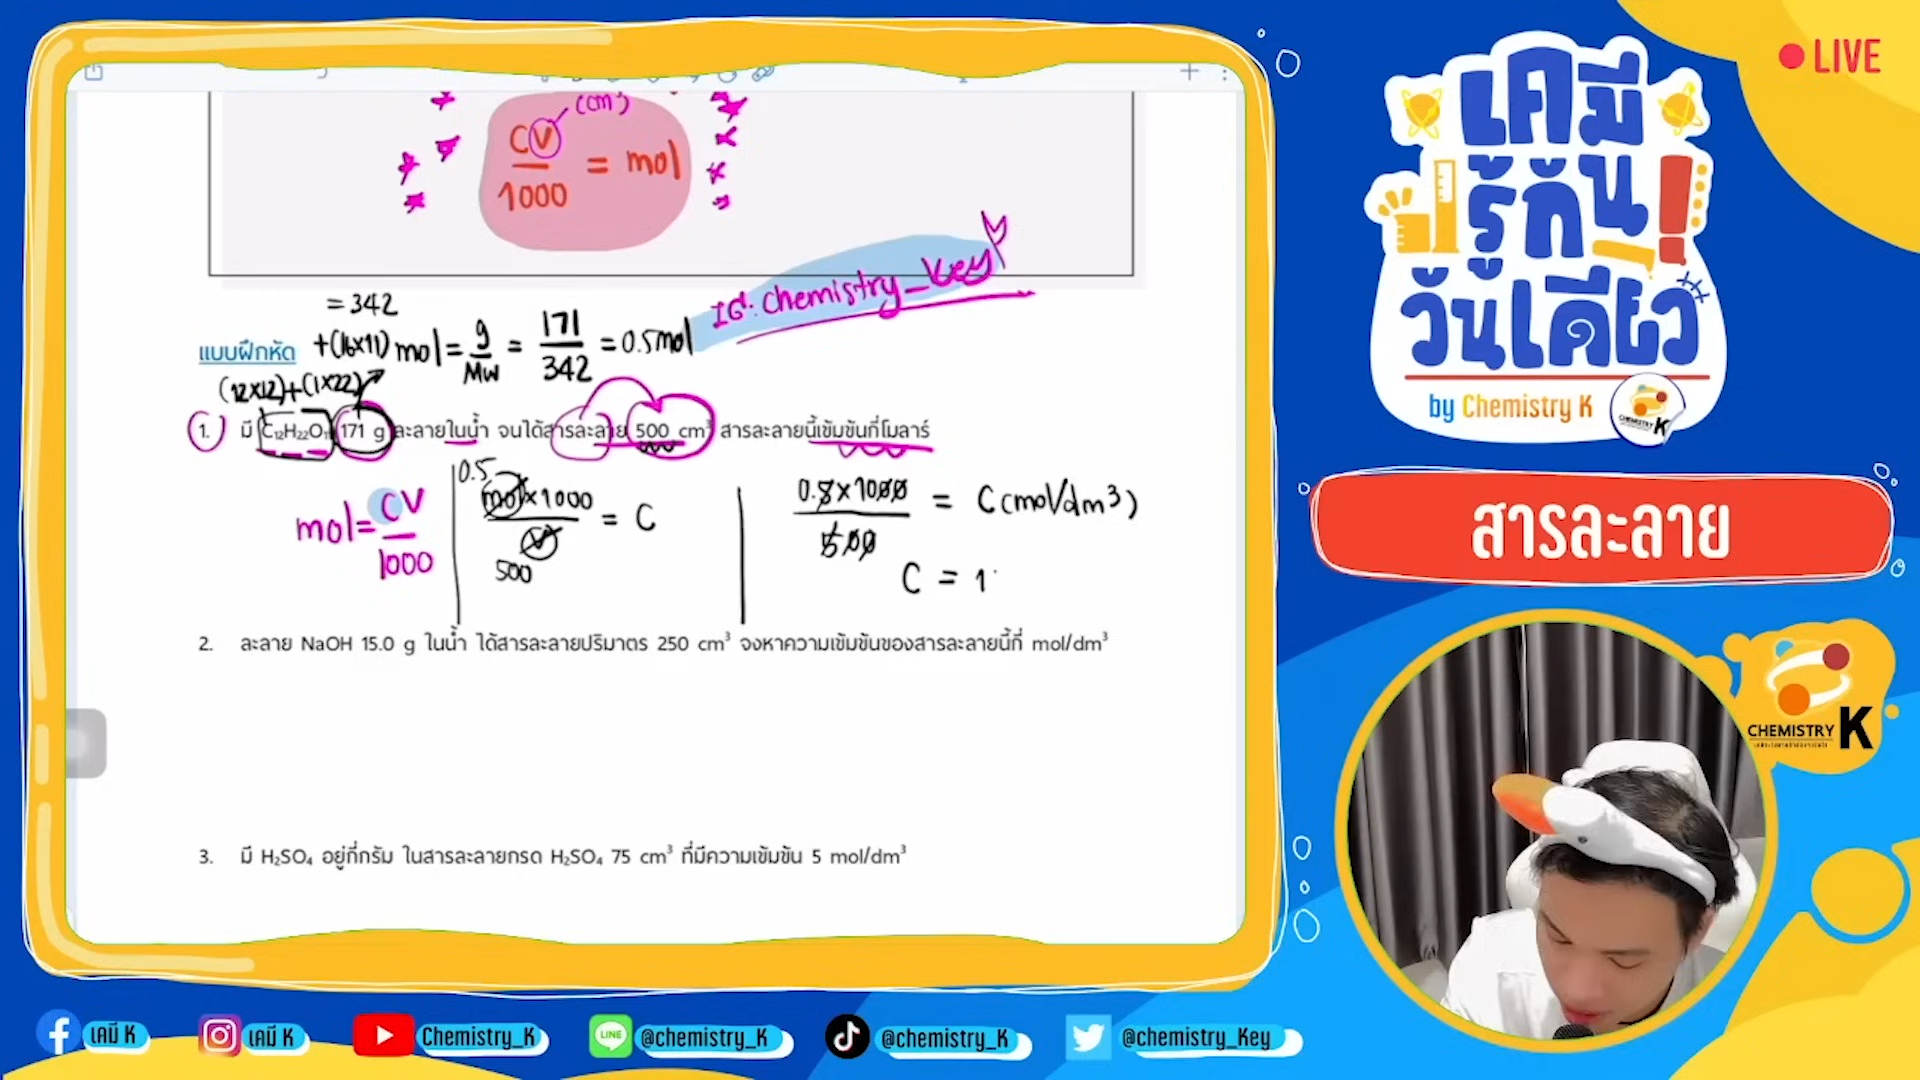 LIVE
(cm³)
CV
1000
= mol
IG: Chemistry_Key
= 342
+(16×11)
mol = g/Mw = 171/342 = 0.5 mol
แบบฝึกหัด
(12×12)+(1×22)
1. มี C₁₂H₂₂O₁₁ 171 g ละลายในน้ำ จนได้สารละลาย 500 cm³ สารละลายนี้เข้มข้นกี่โมลาร์
mol = CV/1000
0.5
mol×1000
V
500
= C
0.5×1000
500
= C(mol/dm³)
C = 1
2. ละลาย NaOH 15.0 g ในน้ำ ได้สารละลายปริมาตร 250 cm³ จงหาความเข้มข้นของสารละลายนี้กี่ mol/dm³
3. มี H₂SO₄ อยู่กี่กรัม ในสารละลายกรด H₂SO₄ 75 cm³ ที่มีความเข้มข้น 5 mol/dm³
เคมี
รู้กัน!
วันเดียว
by Chemistry K
สารละลาย
CHEMISTRY K
เคมี K
เคมี K
Chemistry_K
LINE
@chemistry_K
@chemistry_K
@chemistry_Key